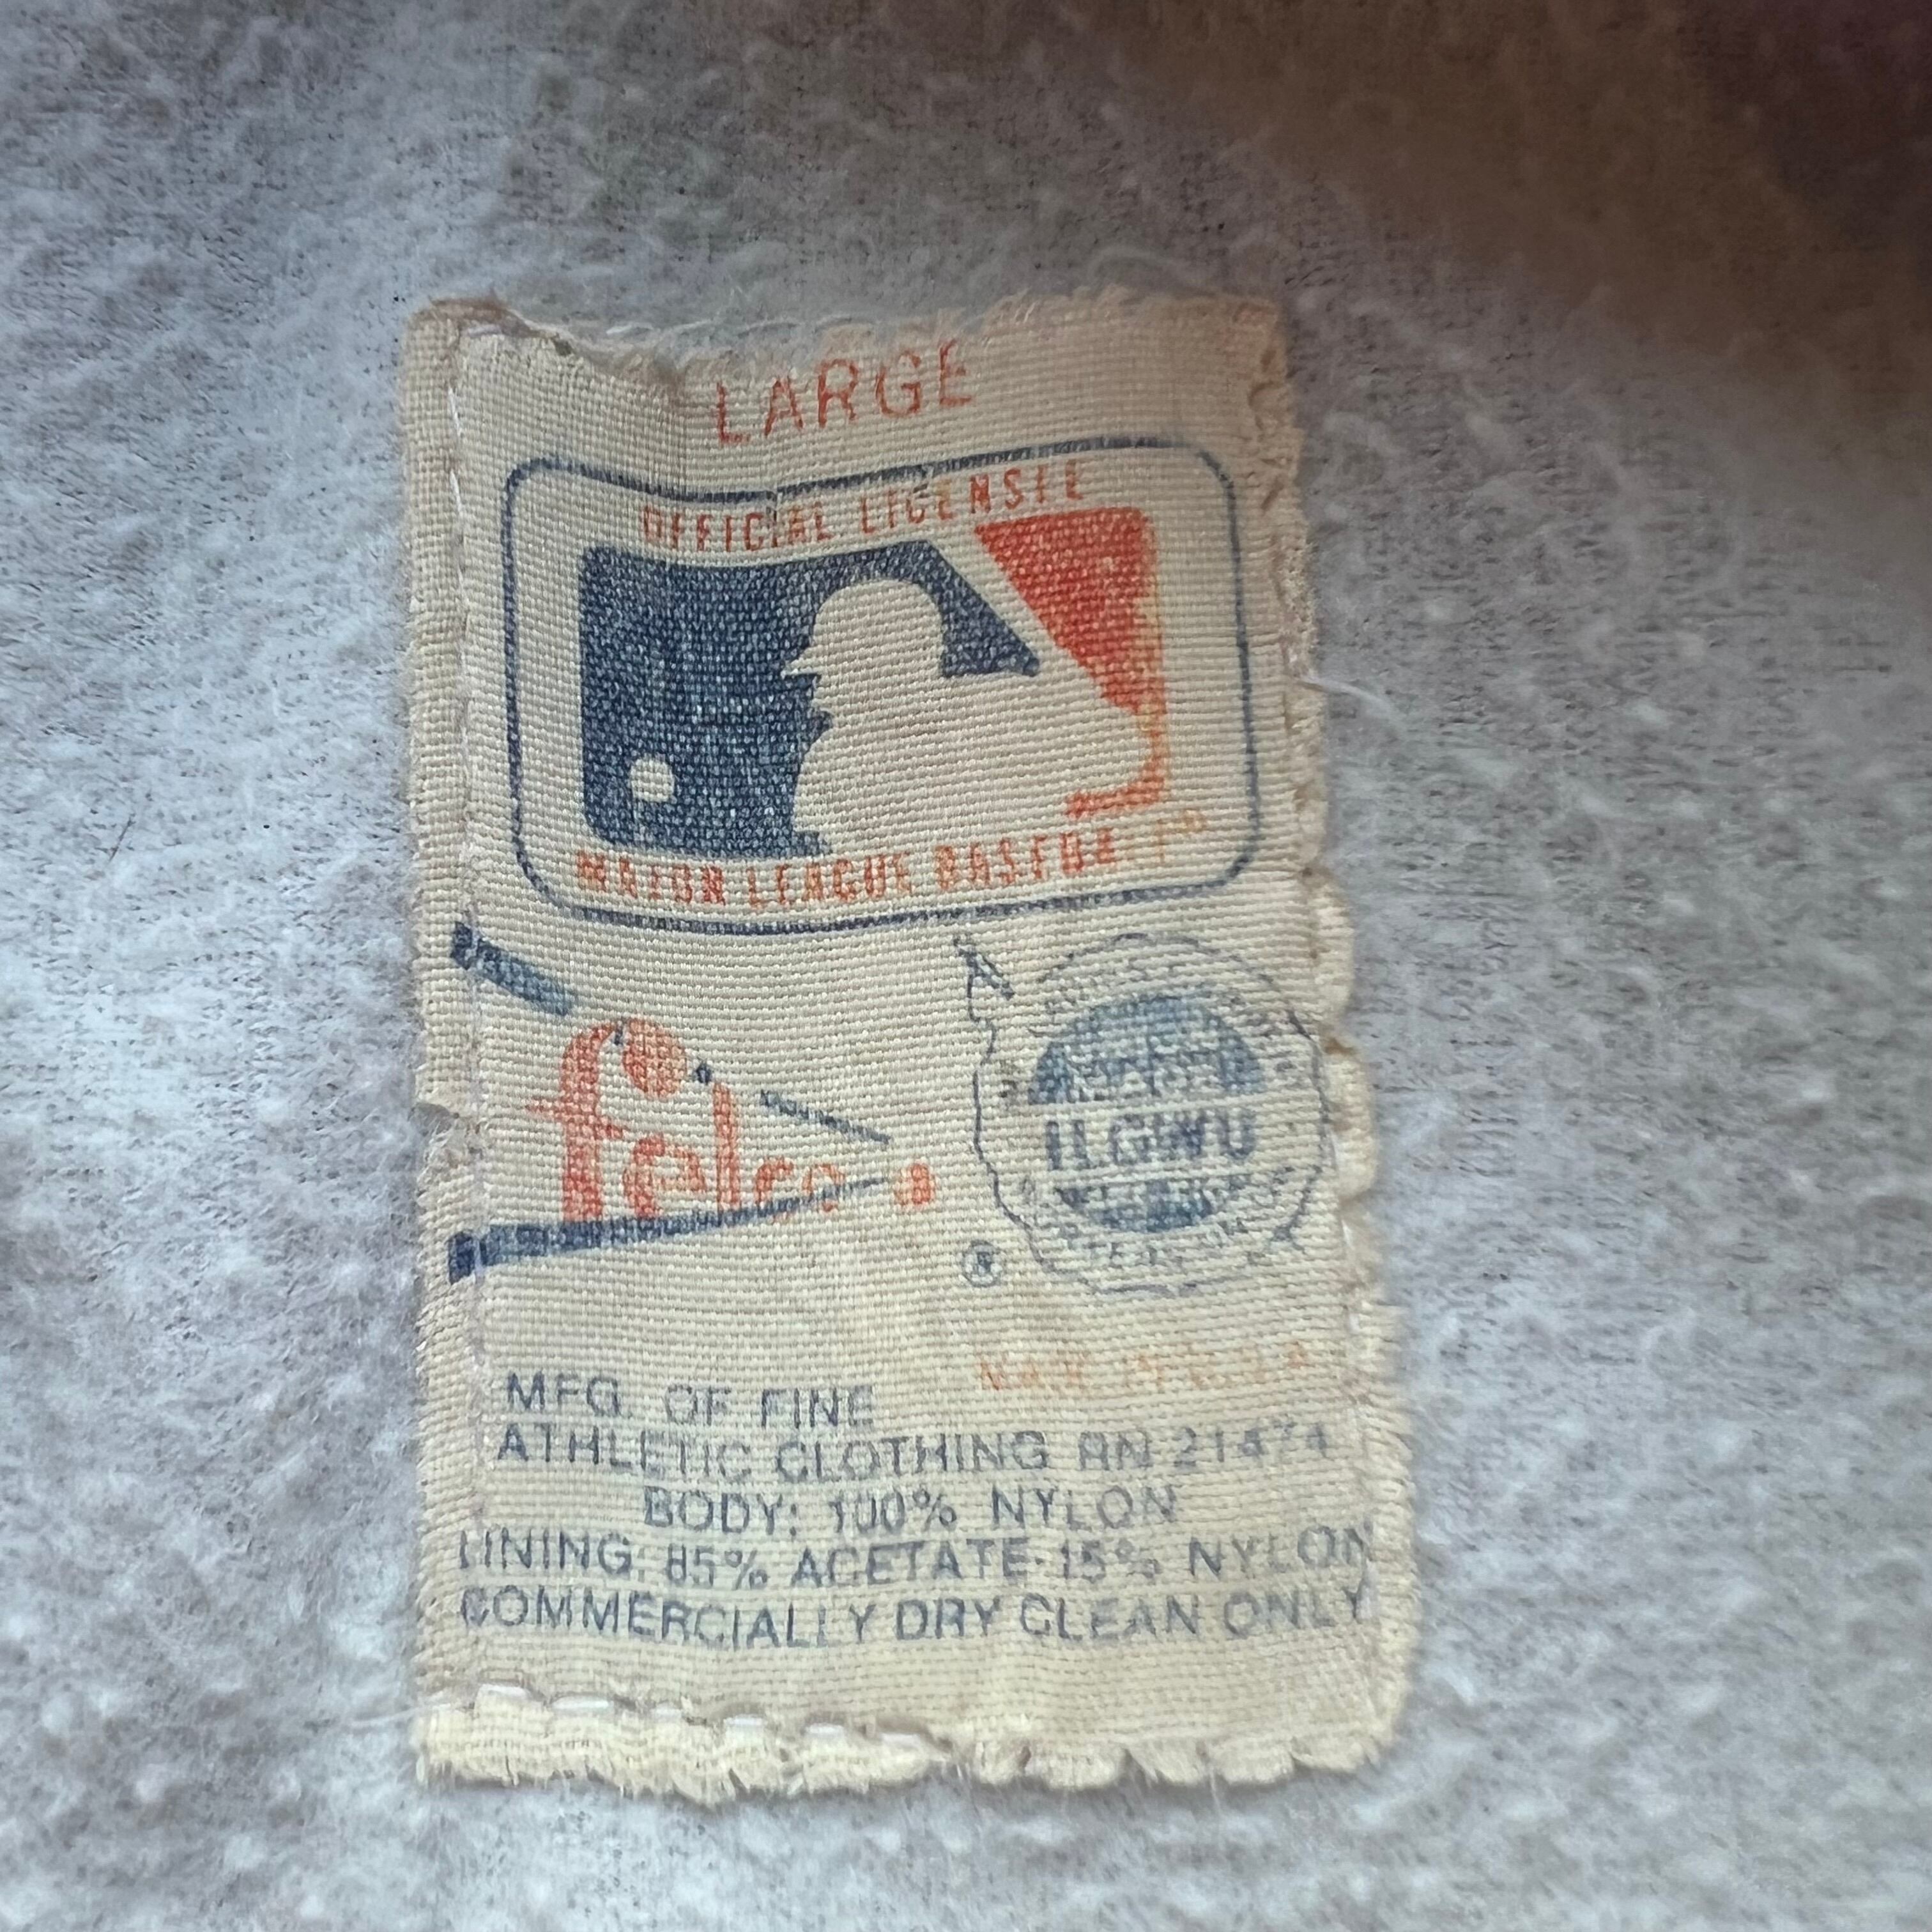 LARGE
OFFICIAL LICENSEE
MAJOR LEAGUE BASEBA
felco
ILGWU
®
MFG. OF FINE
ATHLETIC CLOTHING RN 21474
BODY: 100% NYLON
LINING: 85% ACETATE-15% NYLON
COMMERCIALLY DRY CLEAN ONLY